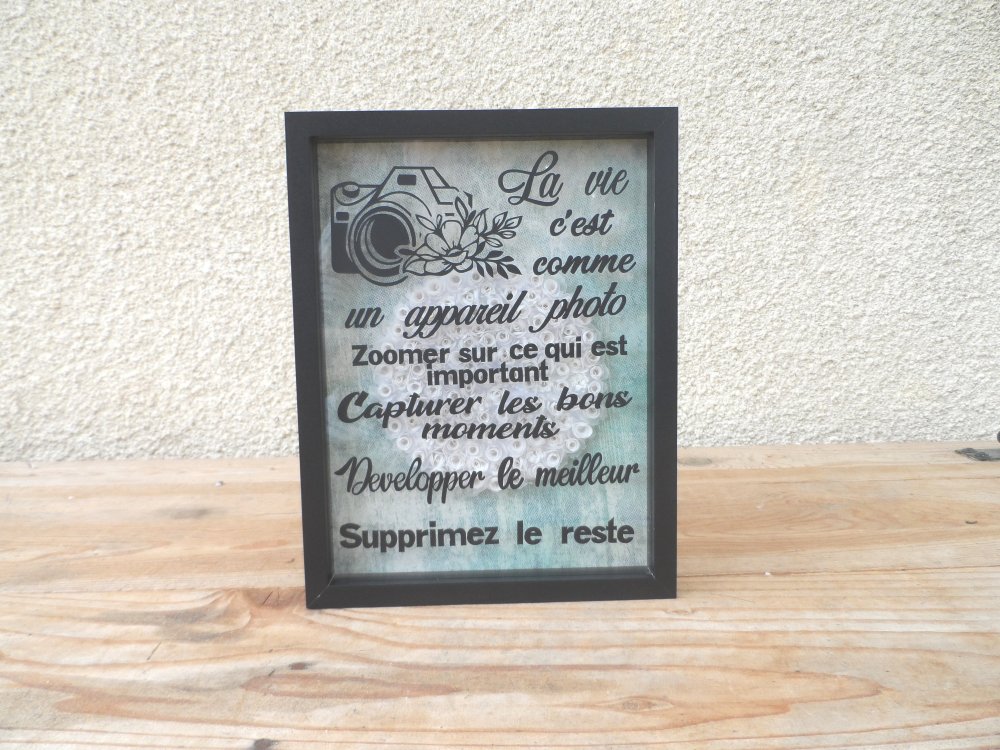 La vie
c'est
comme
un appareil photo
Zoomer sur ce qui est
important
Capturer les bons
moments
Developper le meilleur
Supprimez le reste